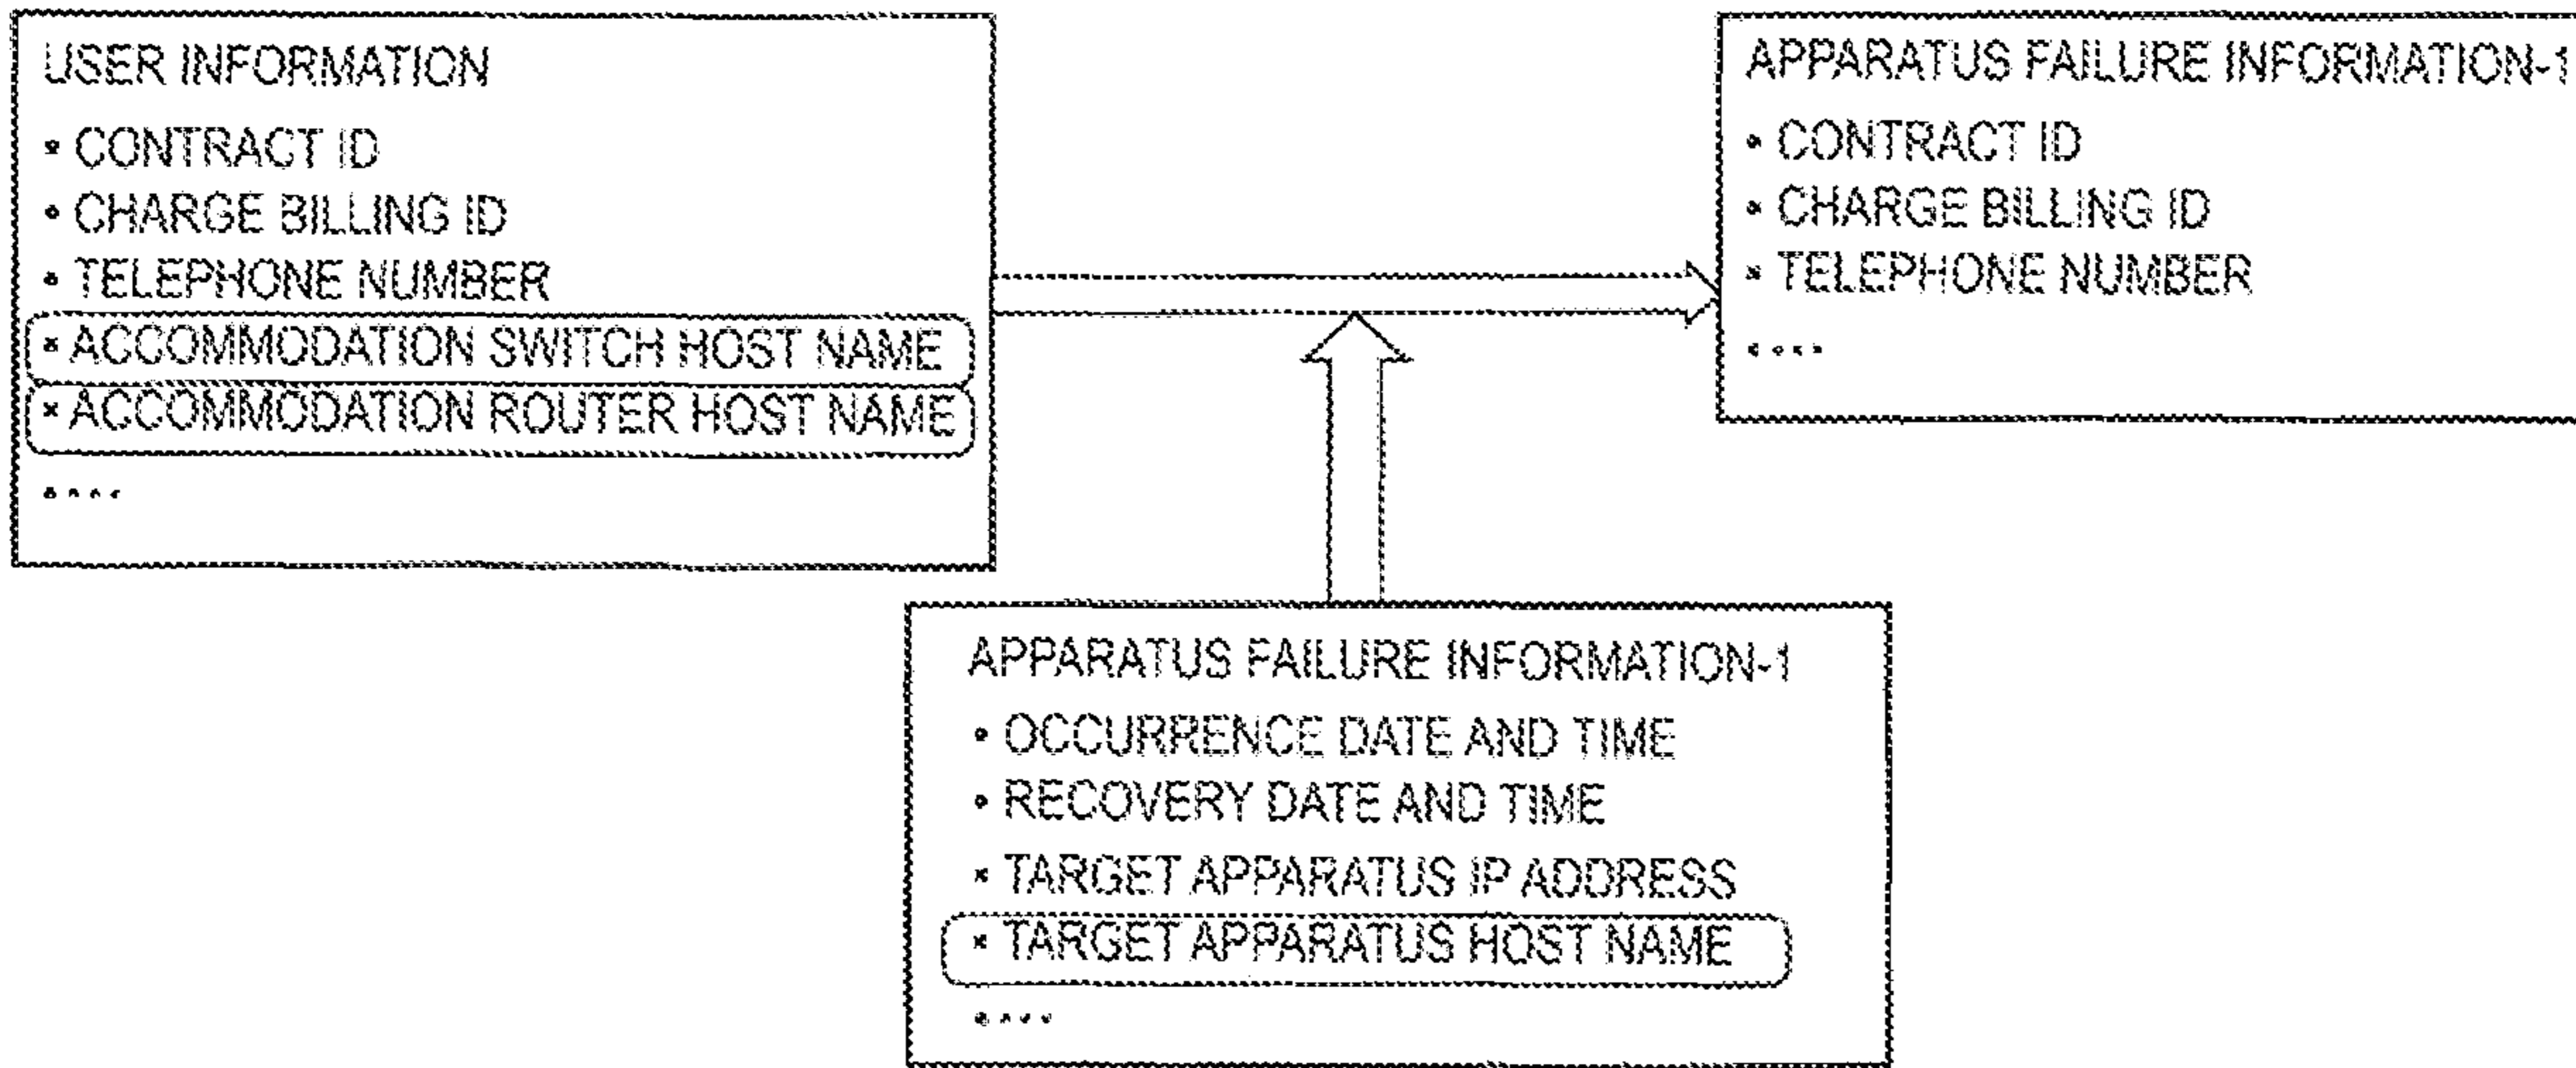 USER INFORMATION
• CONTRACT ID
• CHARGE BILLING ID
• TELEPHONE NUMBER
• ACCOMMODATION SWITCH HOST NAME
• ACCOMMODATION ROUTER HOST NAME
• • • •
APPARATUS FAILURE INFORMATION-1
• CONTRACT ID
• CHARGE BILLING ID
• TELEPHONE NUMBER
• • • •
APPARATUS FAILURE INFORMATION-1
• OCCURRENCE DATE AND TIME
• RECOVERY DATE AND TIME
• TARGET APPARATUS IP ADDRESS
• TARGET APPARATUS HOST NAME
• • • •